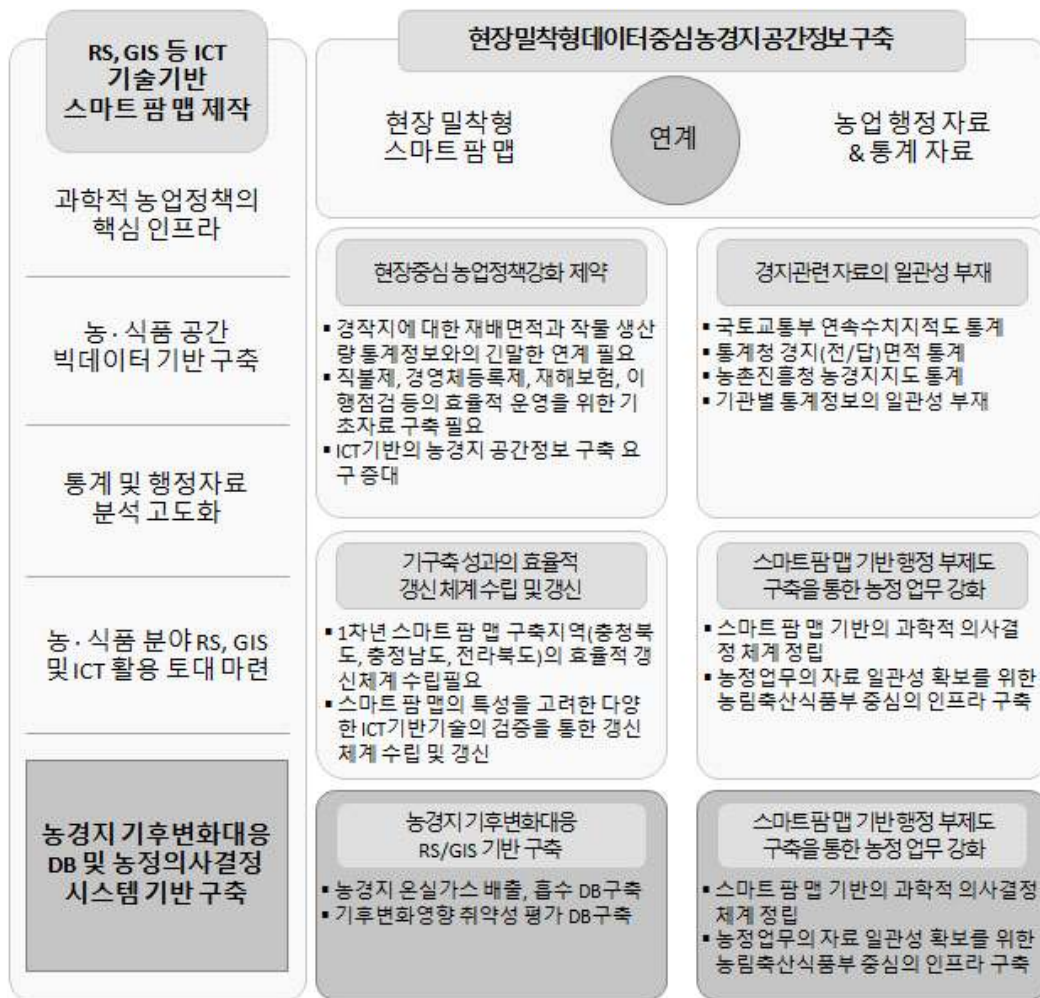 RS, GIS 등 ICT
기술기반
스마트 팜 맵 제작
과학적 농업정책의
핵심 인프라
농·식품 공간
빅데이터 기반 구축
통계 및 행정자료
분석 고도화
농·식품 분야 RS, GIS
및 ICT 활용 토대 마련
농경지 기후변화대응
DB 및 농정의사결정
시스템 기반 구축
현장 밀착형 데이터 중심 농경지 공간정보 구축
현장 밀착형
스마트 팜 맵
연계
농업 행정 자료
& 통계 자료
현장중심 농업정책강화 제약
▪ 경작지에 대한 재배면적과 작물 생산
량 통계정보와의 긴말한 연계 필요
▪ 직불제, 경영체등록제, 재해보험, 이
행점검 등의 효율적 운영을 위한 기
초자료 구축 필요
▪ ICT기반의 농경지 공간정보 구축 요
구 증대
경지관련 자료의 일관성 부재
▪ 국토교통부 연속수치지적도 통계
▪ 통계청 경지(전/답)면적 통계
▪ 농촌진흥청 농경지지도 통계
▪ 기관별 통계정보의 일관성 부재
기구축 성과의 효율적
갱신 체계 수립 및 갱신
▪ 1차년 스마트 팜 맵 구축지역(충청북
도, 충정남도, 전라북도)의 효율적 갱
신체계 수립필요
▪ 스마트 팜 맵의 특성을 고려한 다양
한 ICT기반기술의 검증을 통한 갱신
체계 수립 및 갱신
스마트 팜 맵 기반 행정 부제도
구축을 통한 농정 업무 강화
▪ 스마트 팜 맵 기반의 과학적 의사결
정 체계 정립
▪ 농정업무의 자료 일관성 확보를 위한
농림축산식품부 중심의 인프라 구축
농경지 기후변화대응
RS/GIS 기반 구축
▪ 농경지 온실가스 배출, 흡수 DB구축
▪ 기후변화영향 취약성 평가 DB구축
스마트 팜 맵 기반 행정 부제도
구축을 통한 농정 업무 강화
▪ 스마트 팜 맵 기반의 과학적 의사결정
체계 정립
▪ 농정업무의 자료 일관성 확보를 위한
농림축산식품부 중심의 인프라 구축